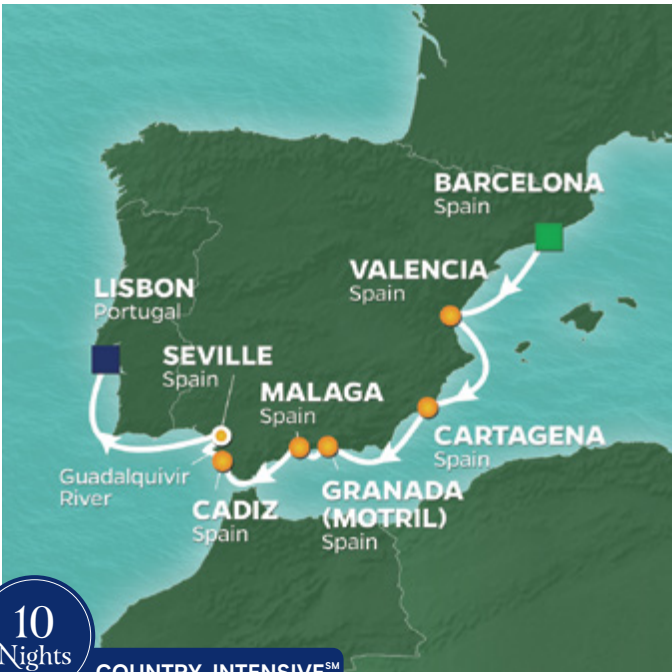 BARCELONA
Spain
VALENCIA
Spain
LISBON
Portugal
SEVILLE
Spain
MALAGA
Spain
CARTAGENA
Spain
Guadalquivir
River
GRANADA
(MOTRIL)
Spain
CADIZ
Spain
10
Nights
COUNTRY-INTENSIVE℠